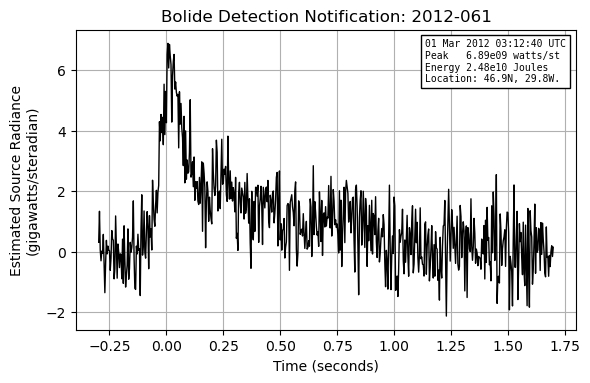 Bolide Detection Notification: 2012-061
01 Mar 2012 03:12:40 UTC
Peak   6.89e09 watts/st
Energy 2.48e10 Joules
Location: 46.9N, 29.8W.
Estimated Source Radiance
(gigawatts/steradian)
6
4
2
0
−2
−0.25 0.00 0.25 0.50 0.75 1.00 1.25 1.50 1.75
Time (seconds)